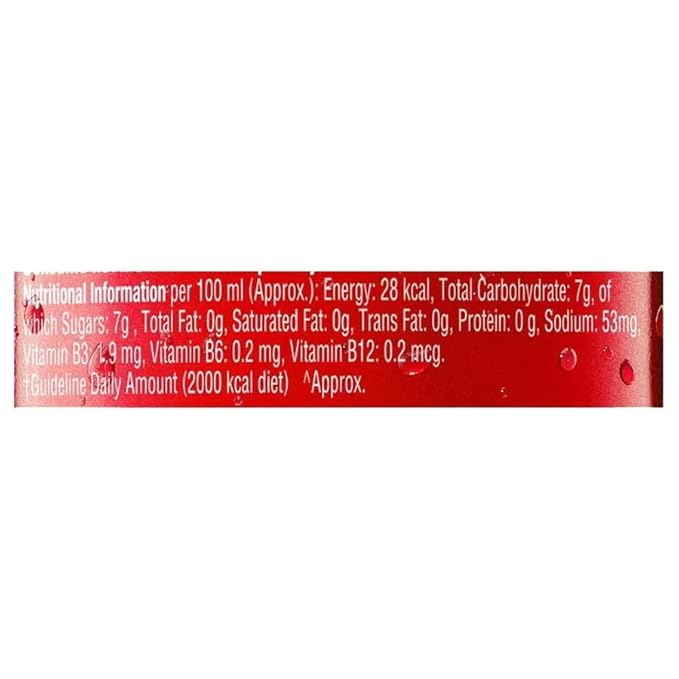 Nutritional Information per 100 ml (Approx.): Energy: 28 kcal, Total Carbohydrate: 7g, of
which Sugars: 7g , Total Fat: 0g, Saturated Fat: 0g, Trans Fat: 0g, Protein: 0 g, Sodium: 53mg,
Vitamin B3: mg, Vitamin B6: 0.2 mg, Vitamin B12: 0.2 mcg.
†Guideline Daily Amount (2000 kcal diet) ^Approx.